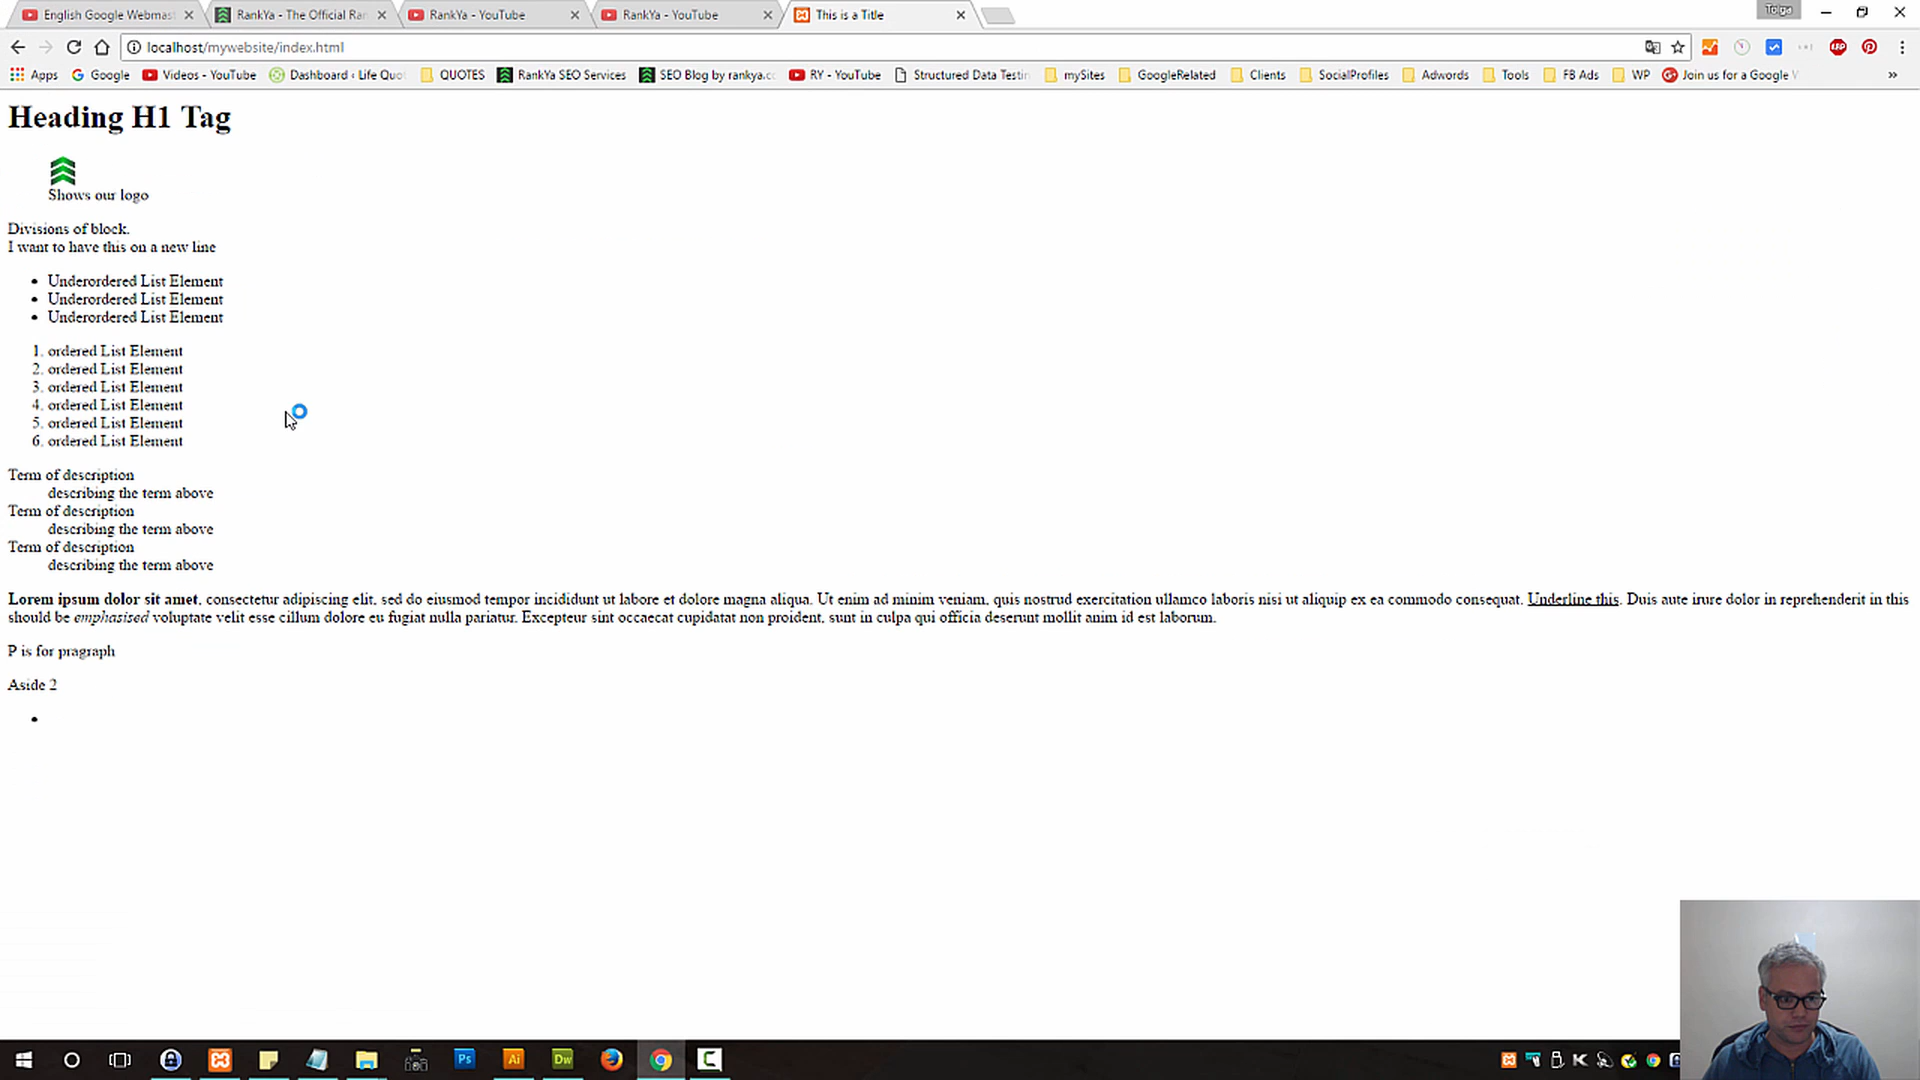 English Google Webmast
RankYa - The Official Ran
RankYa - YouTube
RankYa - YouTube
This is a Title
Tolga
localhost/mywebsite/index.html
Apps
Google
Videos - YouTube
Dashboard ‹ Life Quot
QUOTES
RankYa SEO Services
SEO Blog by rankya.co
RY - YouTube
Structured Data Testin
mySites
GoogleRelated
Clients
SocialProfiles
Adwords
Tools
FB Ads
WP
Join us for a Google
»
Heading H1 Tag
Shows our logo
Divisions of block.
I want to have this on a new line
• Underordered List Element
• Underordered List Element
• Underordered List Element
1. ordered List Element
2. ordered List Element
3. ordered List Element
4. ordered List Element
5. ordered List Element
6. ordered List Element
Term of description
describing the term above
Term of description
describing the term above
Term of description
describing the term above
Lorem ipsum dolor sit amet, consectetur adipiscing elit, sed do eiusmod tempor incididunt ut labore et dolore magna aliqua. Ut enim ad minim veniam, quis nostrud exercitation ullamco laboris nisi ut aliquip ex ea commodo consequat. Underline this. Duis aute irure dolor in reprehenderit in this
should be emphasised voluptate velit esse cillum dolore eu fugiat nulla pariatur. Excepteur sint occaecat cupidatat non proident, sunt in culpa qui officia deserunt mollit anim id est laborum.
P is for pragraph
Aside 2
•
Ps
Ai
Dw